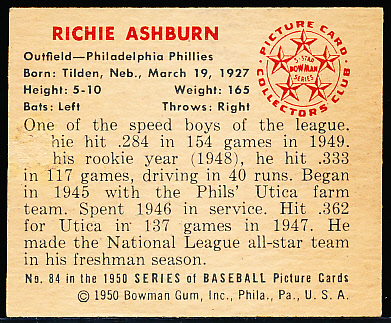 RICHIE ASHBURN
Outfield—Philadelphia Phillies
Born: Tilden, Neb., March 19, 1927
Height: 5-10 Weight: 165
Bats: Left Throws: Right
PICTURE CARD
COLLECTORS CLUB
5-STAR
BOWMAN
SERIES
One of the speed boys of the league.
hie hit .284 in 154 games in 1949.
his rookie year (1948), he hit .333
in 117 games, driving in 40 runs. Began
in 1945 with the Phils' Utica farm
team. Spent 1946 in service. Hit .362
for Utica in 137 games in 1947. He
made the National League all-star team
in his freshman season.
No. 84 in the 1950 SERIES of BASEBALL Picture Cards
© 1950 Bowman Gum, Inc., Phila., Pa., U. S. A.